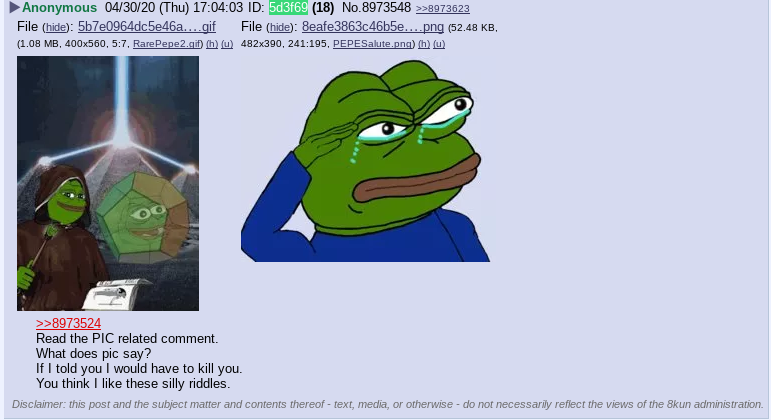 ▶Anonymous 04/30/20 (Thu) 17:04:03 ID: 5d3f69 (18) No.8973548 >>8973623
File (hide): 5b7e0964dc5e46a….gif
(1.08 MB, 400x560, 5:7, RarePepe2.gif) (h) (u)
File (hide): 8eafe3863c46b5e….png (52.48 KB,
482x390, 241:195, PEPESalute.png) (h) (u)
>>8973524
Read the PIC related comment.
What does pic say?
If I told you I would have to kill you.
You think I like these silly riddles.
Disclaimer: this post and the subject matter and contents thereof - text, media, or otherwise - do not necessarily reflect the views of the 8kun administration.